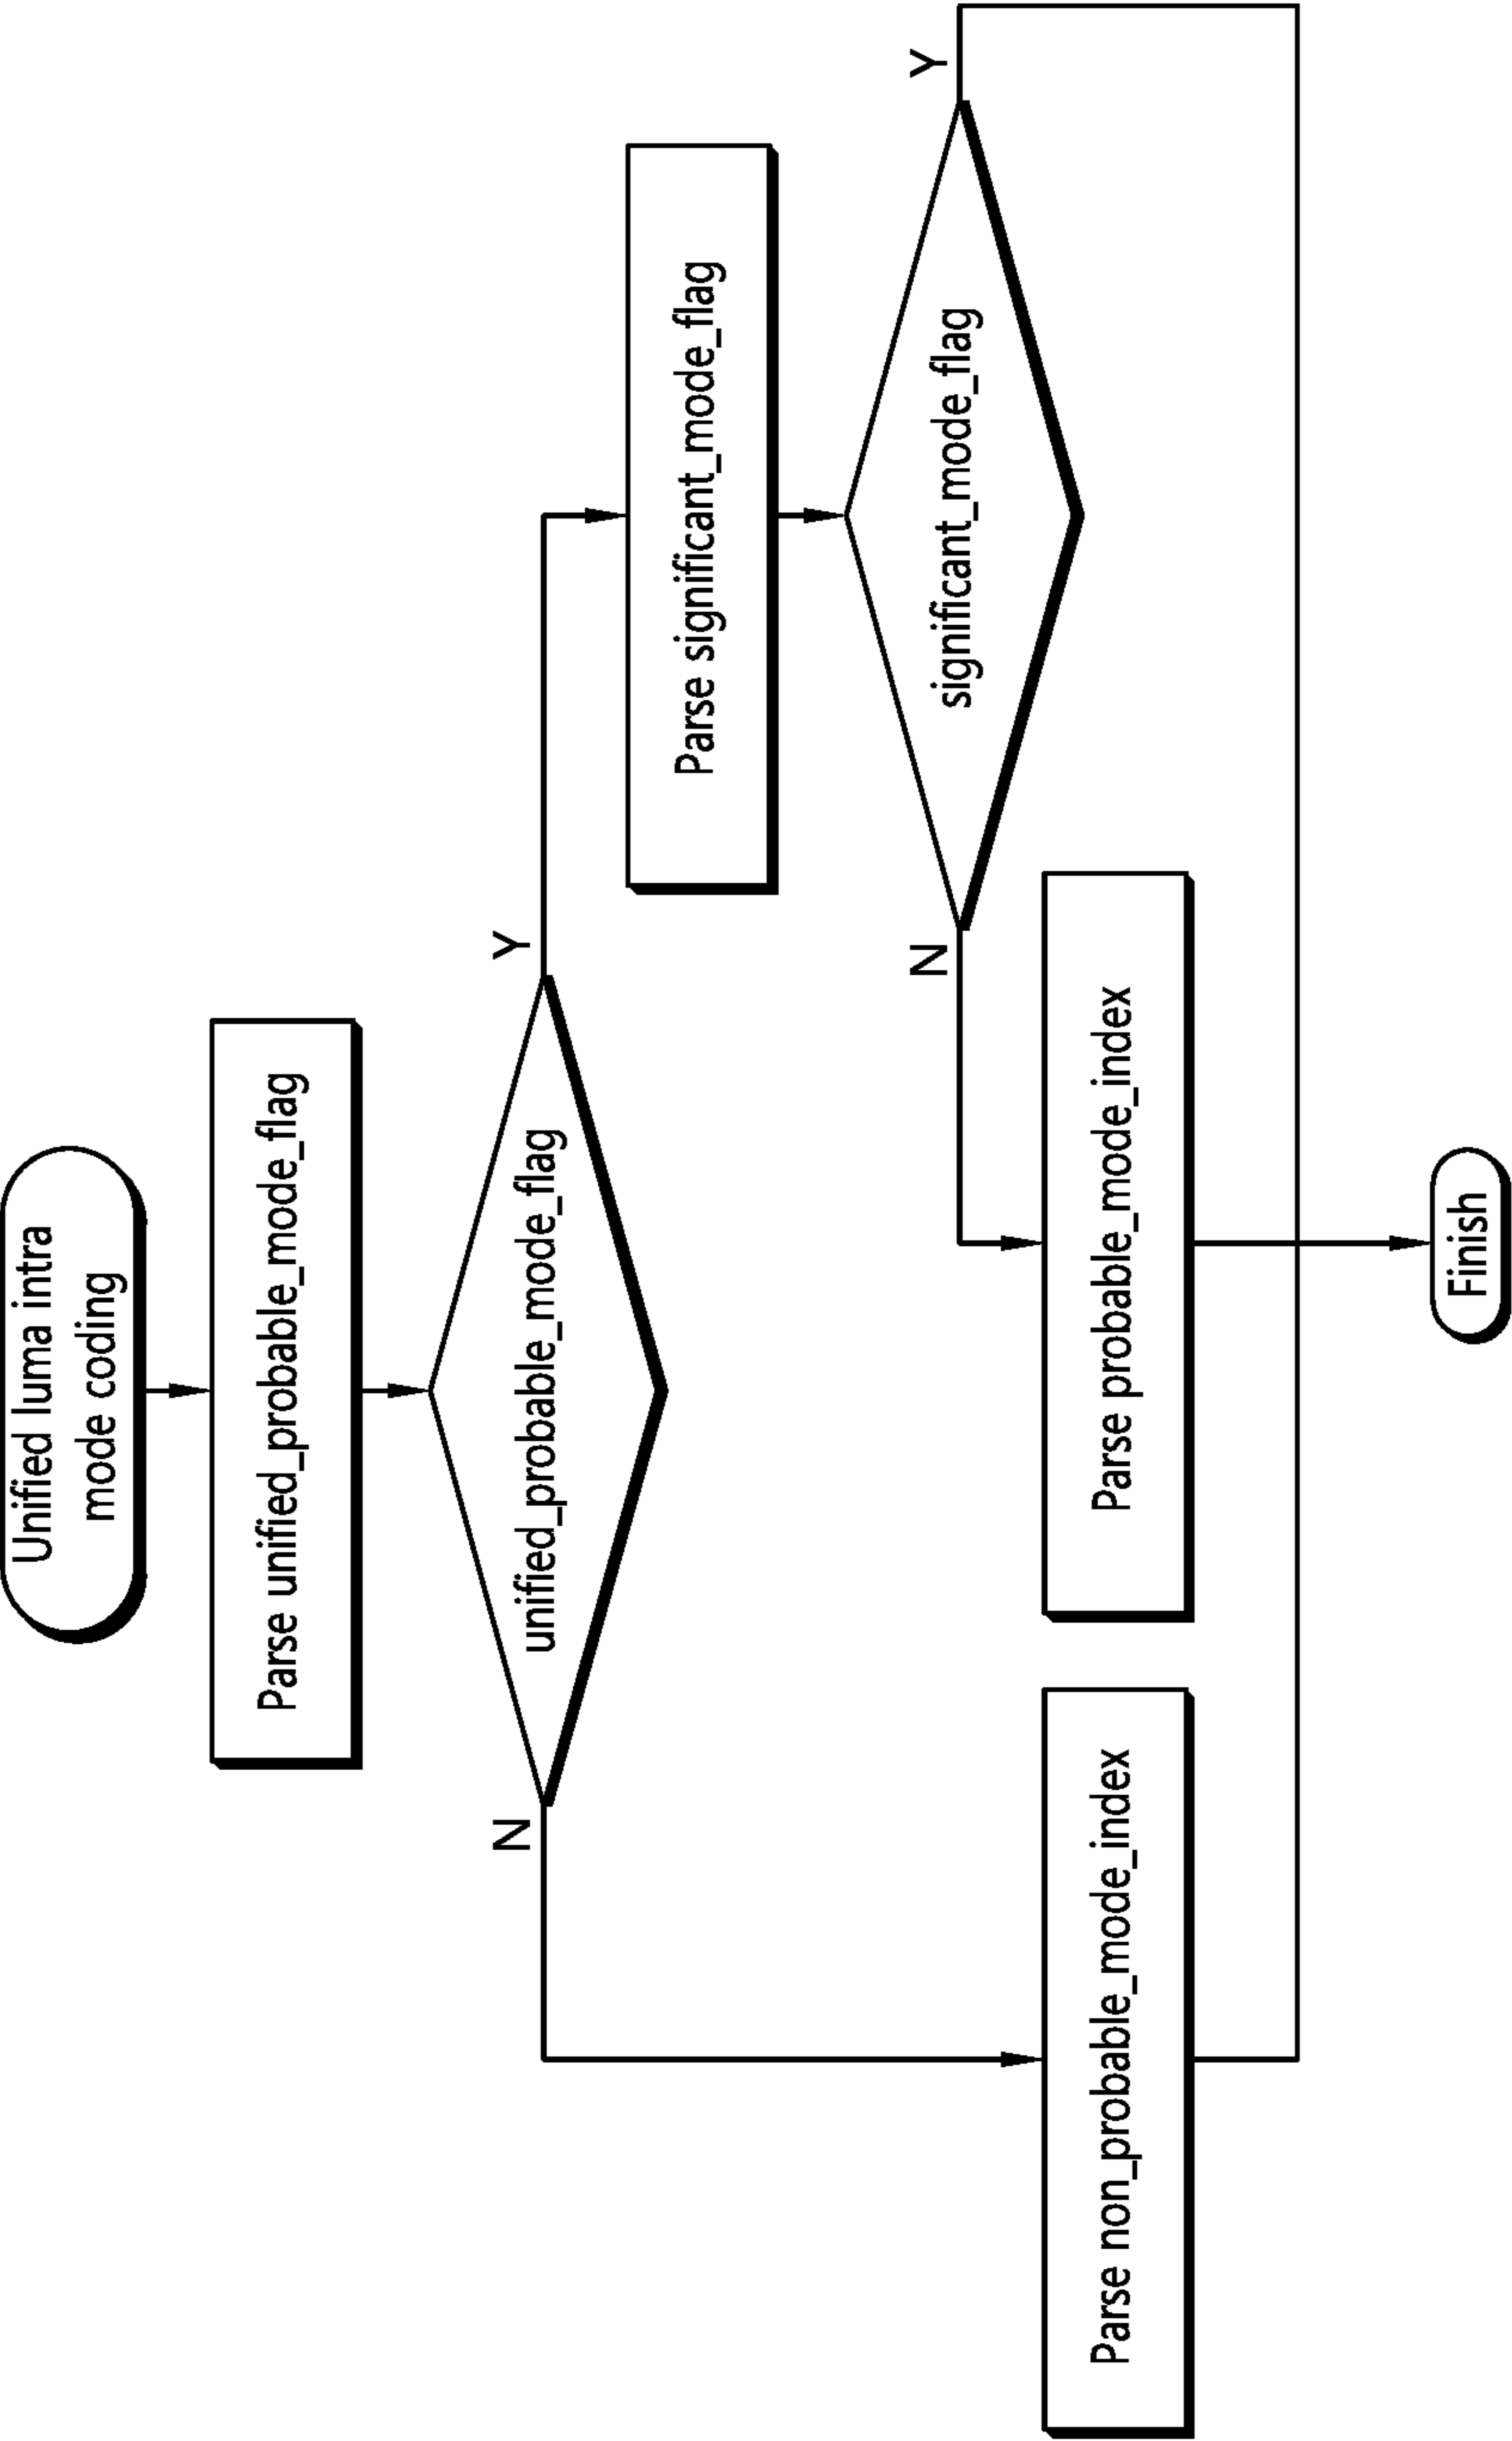 Unified luma intra
mode coding
Parse unified_probable_mode_flag
unified_probable_mode_flag
N
Y
Parse significant_mode_flag
significant_mode_flag
N
Y
Parse non_probable_mode_index
Parse probable_mode_index
Finish